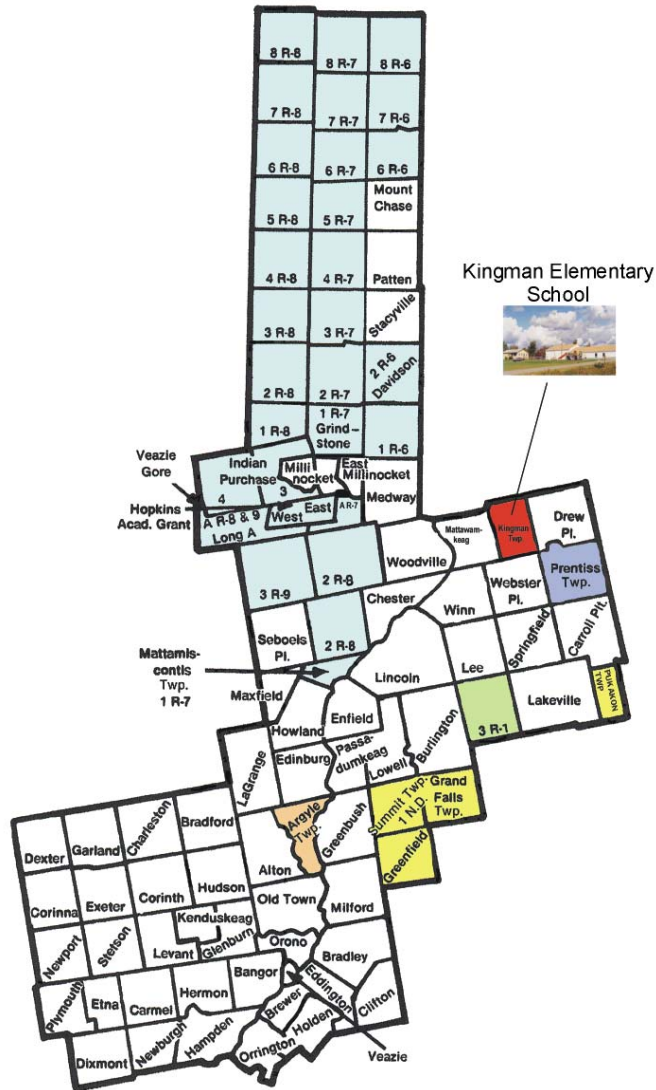 8 R-8
8 R-7
8 R-6
7 R-8
7 R-7
7 R-6
6 R-8
6 R-7
6 R-6
Mount
Chase
5 R-8
5 R-7
4 R-8
4 R-7
Patten
Kingman Elementary
School
3 R-8
3 R-7
Stacyville
2 R-8
2 R-7
2 R-6
Davidson
1 R-8
1 R-7
Grind-
stone
1 R-6
Veazie
Gore
Indian
Purchase
4
3
Milli
nocket
East
Millinocket
Medway
Hopkins
Acad. Grant
A R-8 & 9
Long A
West
East
A R-7
Mattawam-
keag
Kingman
Twp.
Drew
Pl.
Woodville
3 R-9
2 R-8
Chester
Winn
Webster
Pl.
Prentiss
Twp.
Seboels
Pl.
2 R-8
Springfield
Carroll Plt.
Mattamis-
contis
Twp.
1 R-7
Maxfield
Lincoln
Lee
3 R-1
Lakeville
PUKAKON
TWP
Howland
Enfield
LaGrange
Edinburg
Passa-
dumkeag
Lowell
Burlington
Summit Twp.
1 N.D.
Grand
Falls
Twp.
Greenfield
Argyle
Twp.
Greenbush
Alton
Dexter
Garland
Charleston
Bradford
Corinna
Exeter
Corinth
Hudson
Old Town
Milford
Kenduskeag
Newport
Stetson
Levant
Glenburn
Orono
Bradley
Plymouth
Etna
Carmel
Hermon
Bangor
Eddington
Clifton
Brewer
Holden
Dixmont
Newburgh
Hampden
Orrington
Veazie